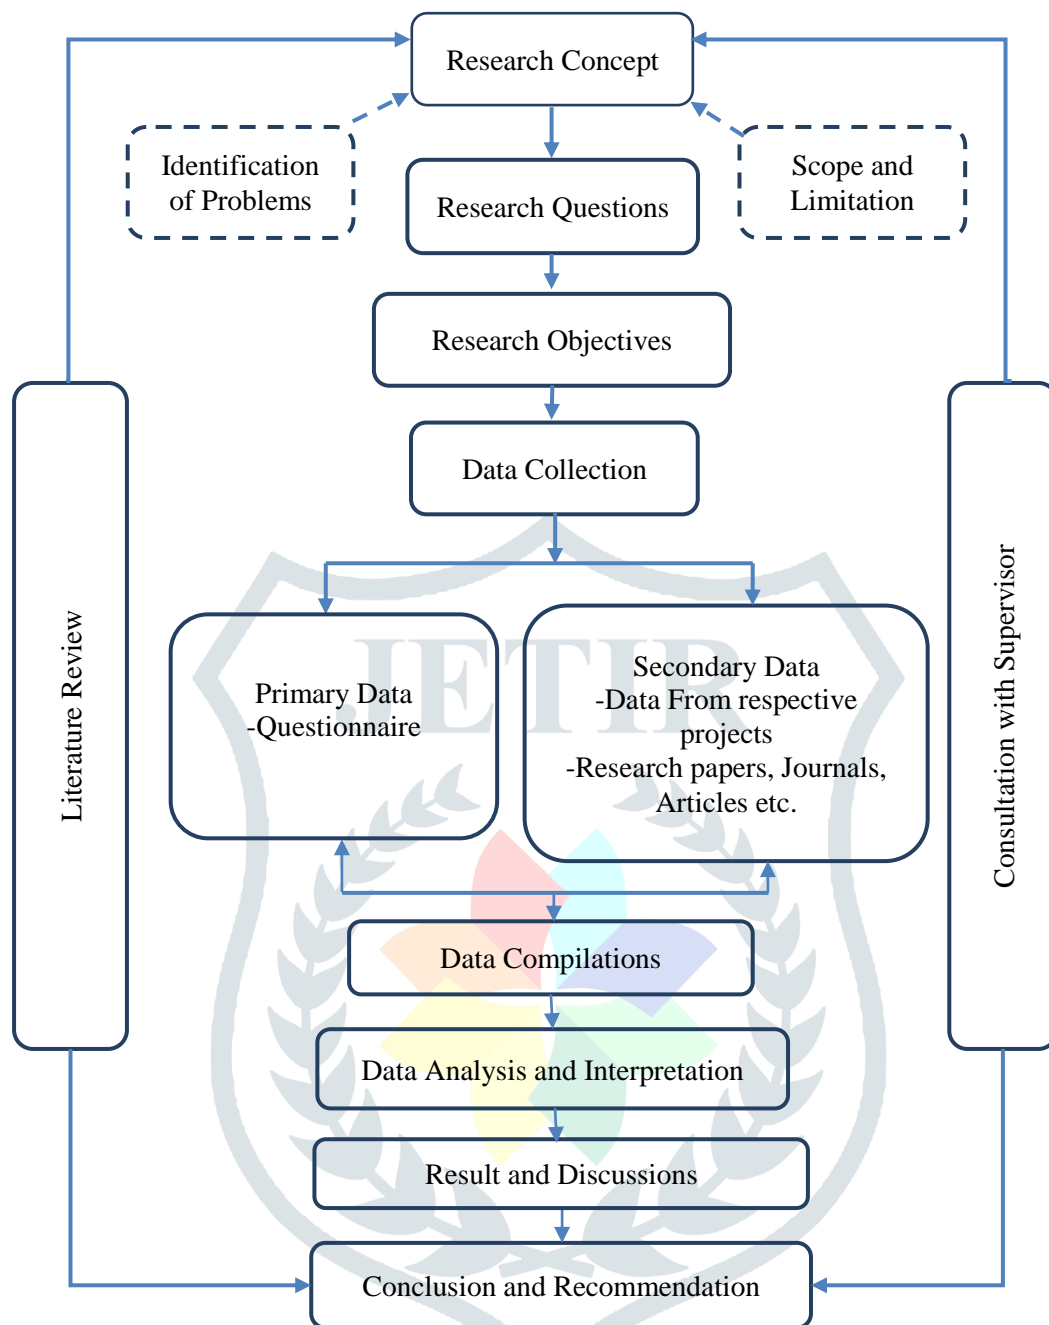 Research Concept
Identification
of Problems
Scope and
Limitation
Research Questions
Research Objectives
Data Collection
Literature Review
Consultation with Supervisor
JETIR
Primary Data
-Questionnaire
Secondary Data
-Data From respective
projects
-Research papers, Journals,
Articles etc.
Data Compilations
Data Analysis and Interpretation
Result and Discussions
Conclusion and Recommendation